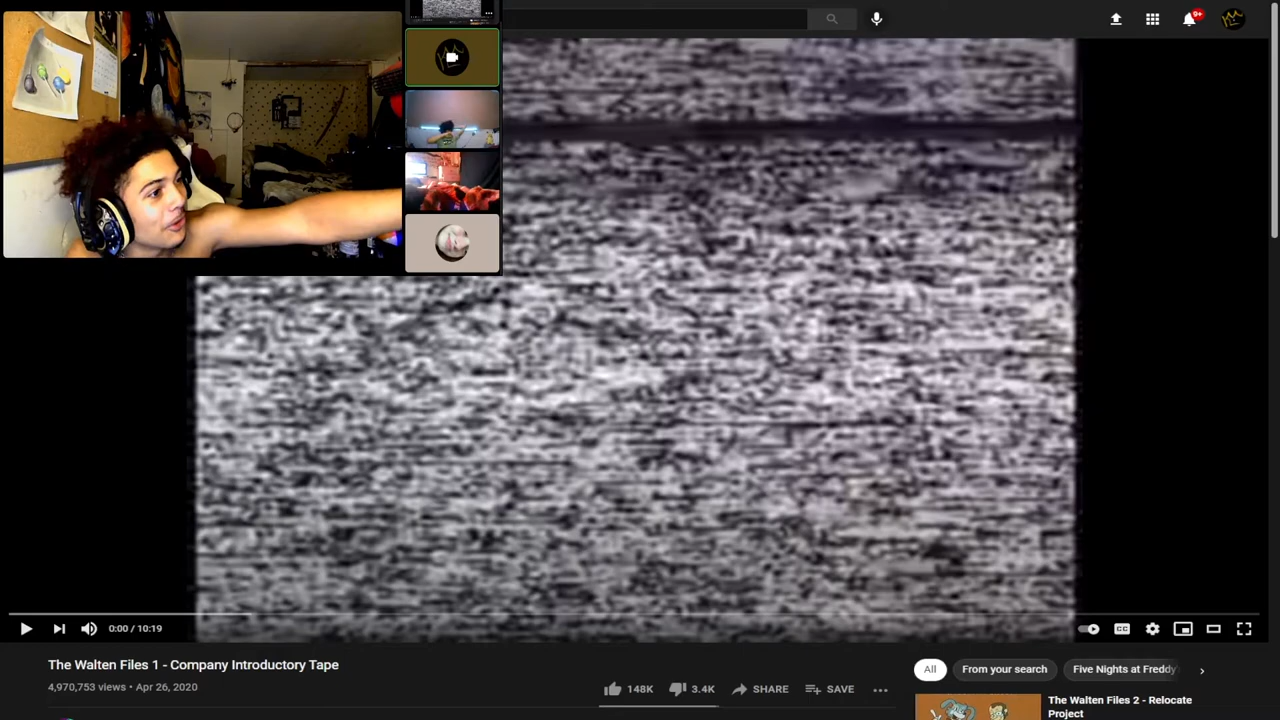 9+
0:00 / 10:19
CC
The Walten Files 1 - Company Introductory Tape
4,970,753 views • Apr 26, 2020
148K
3.4K
SHARE
SAVE
All
From your search
Five Nights at Freddy
The Walten Files 2 - Relocate
Project